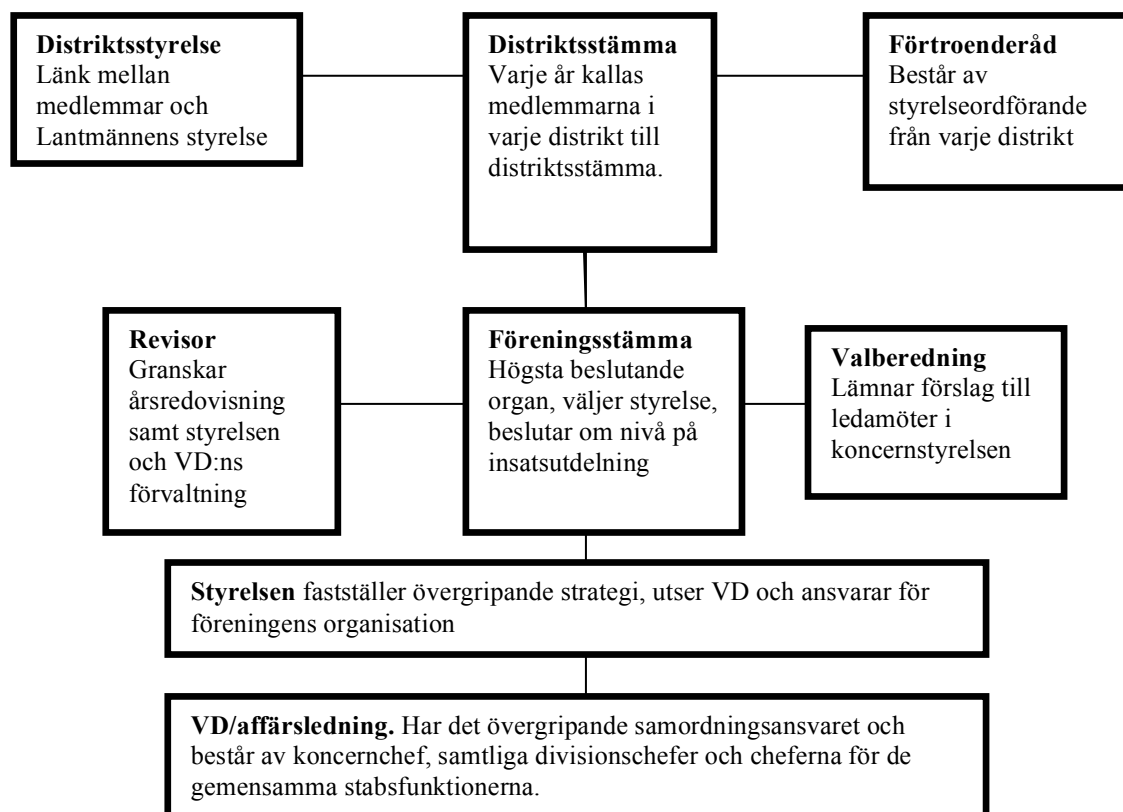 Distriktsstyrelse
Länk mellan
medlemmar och
Lantmännens styrelse
Distriktsstämma
Varje år kallas
medlemmarna i
varje distrikt till
distriktsstämma.
Förtroenderåd
Består av
styrelseordförande
från varje distrikt
Revisor
Granskar
årsredovisning
samt styrelsen
och VD:ns
förvaltning
Föreningsstämma
Högsta beslutande
organ, väljer styrelse,
beslutar om nivå på
insatsutdelning
Valberedning
Lämnar förslag till
ledamöter i
koncernstyrelsen
Styrelsen fastställer övergripande strategi, utser VD och ansvarar för
föreningens organisation
VD/affärsledning. Har det övergripande samordningsansvaret och
består av koncernchef, samtliga divisionschefer och cheferna för de
gemensamma stabsfunktionerna.